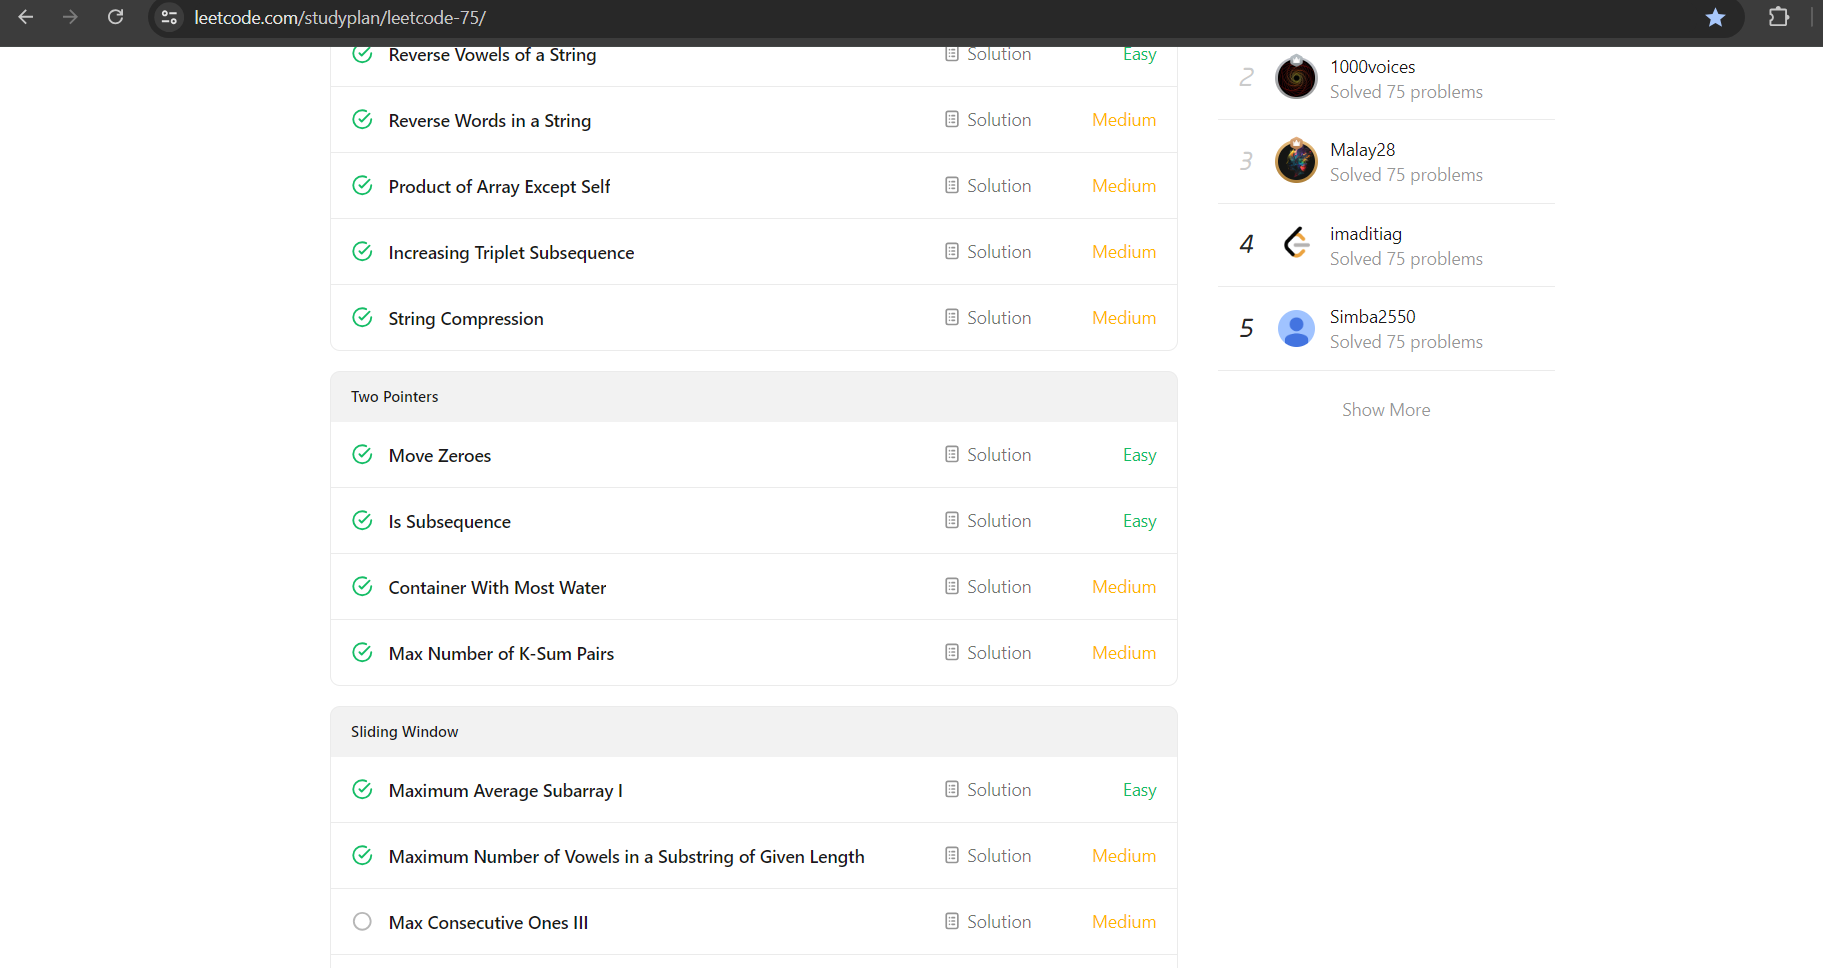 leetcode.com/studyplan/leetcode-75/
Reverse Vowels of a String Solution Easy
Reverse Words in a String Solution Medium
Product of Array Except Self Solution Medium
Increasing Triplet Subsequence Solution Medium
String Compression Solution Medium
Two Pointers
Move Zeroes Solution Easy
Is Subsequence Solution Easy
Container With Most Water Solution Medium
Max Number of K-Sum Pairs Solution Medium
Sliding Window
Maximum Average Subarray I Solution Easy
Maximum Number of Vowels in a Substring of Given Length Solution Medium
Max Consecutive Ones III Solution Medium
2 1000voices
Solved 75 problems
3 Malay28
Solved 75 problems
4 imaditiag
Solved 75 problems
5 Simba2550
Solved 75 problems
Show More